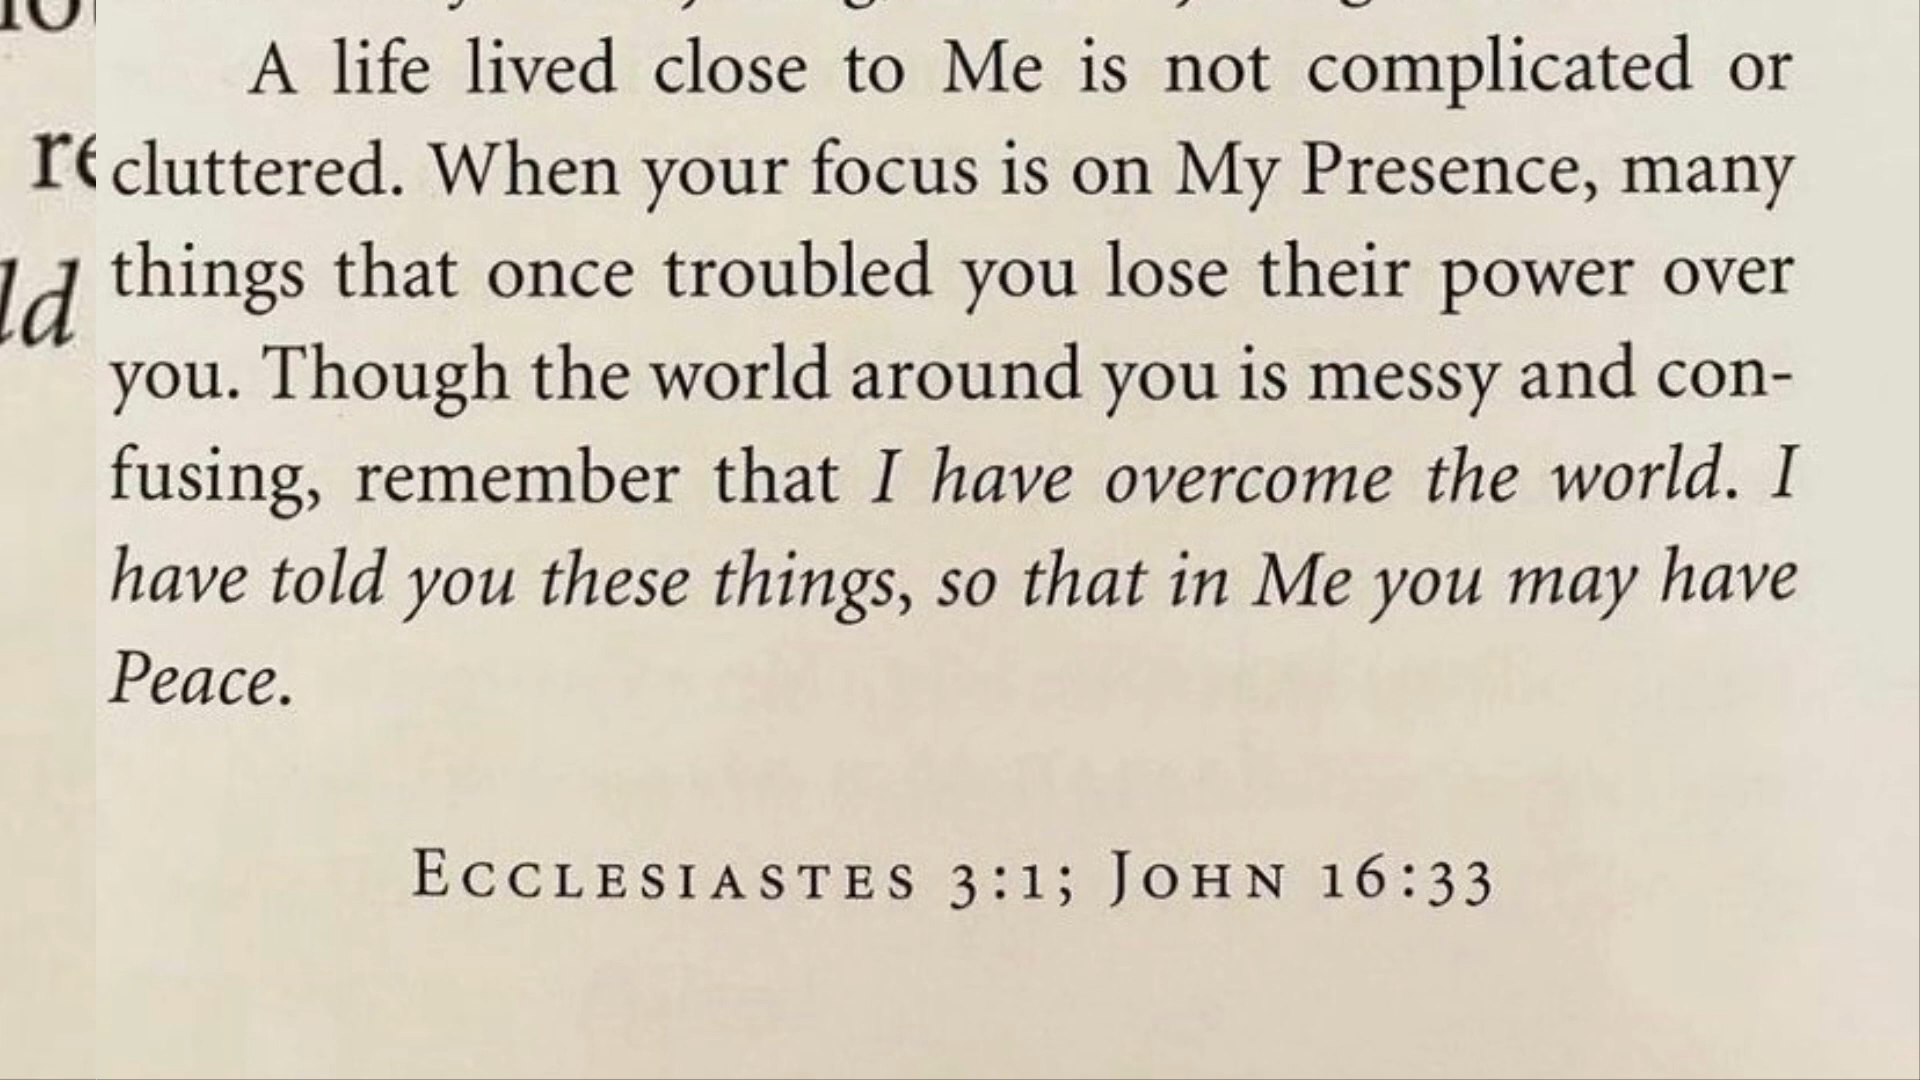 A life lived close to Me is not complicated or
cluttered. When your focus is on My Presence, many
things that once troubled you lose their power over
you. Though the world around you is messy and con-
fusing, remember that I have overcome the world. I
have told you these things, so that in Me you may have
Peace.
ECCLESIASTES 3:1; JOHN 16:33